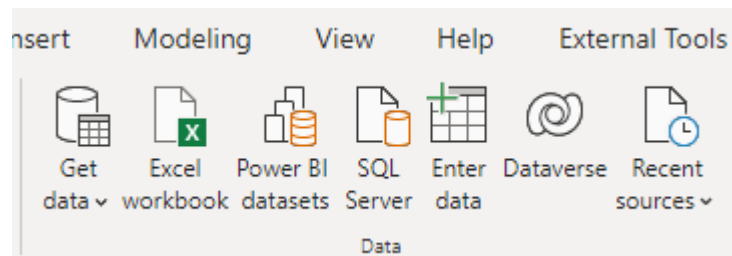 nsert Modeling View Help External Tools
Get Excel Power BI SQL Enter Dataverse Recent
data workbook datasets Server data sources
Data